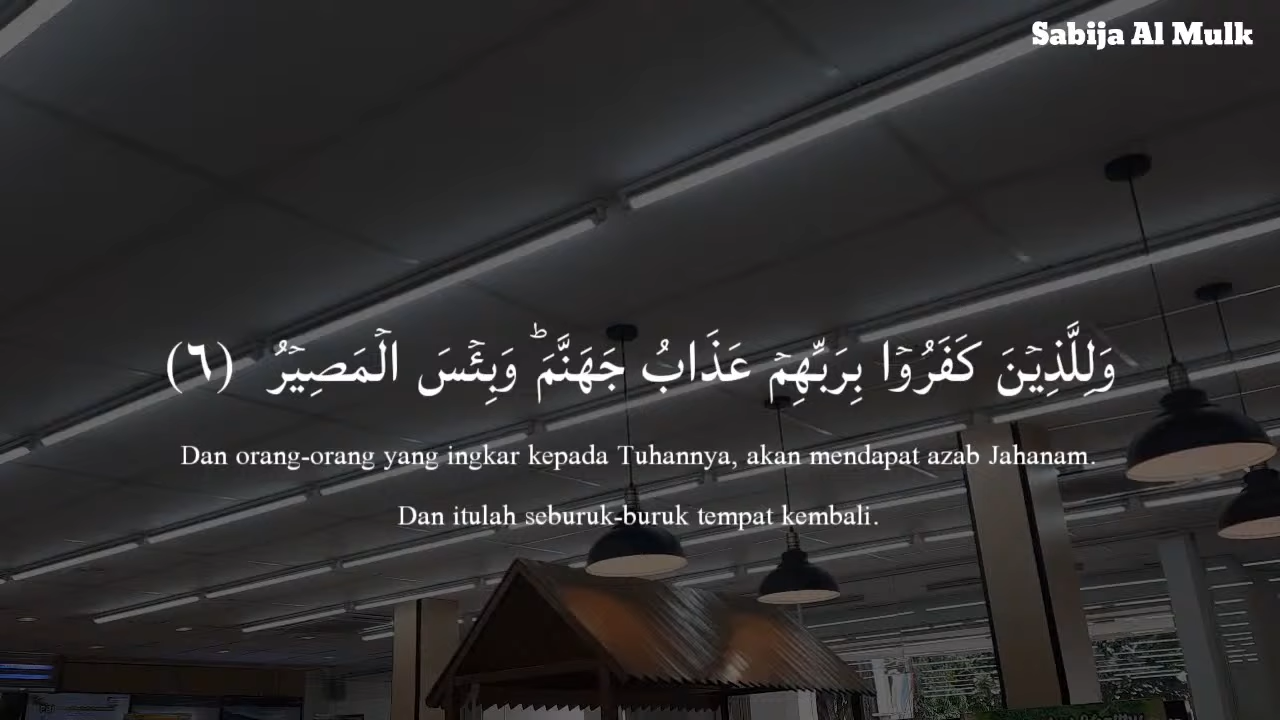 Sabija Al Mulk
وَلِلَّذِيۡنَ كَفَرُوۡا بِرَبِّهِمۡ عَذَابُ جَهَنَّمَ‌ؕ وَبِئۡسَ الۡمَصِيۡرُ (٦)
Dan orang-orang yang ingkar kepada Tuhannya, akan mendapat azab Jahanam.
Dan itulah seburuk-buruk tempat kembali.